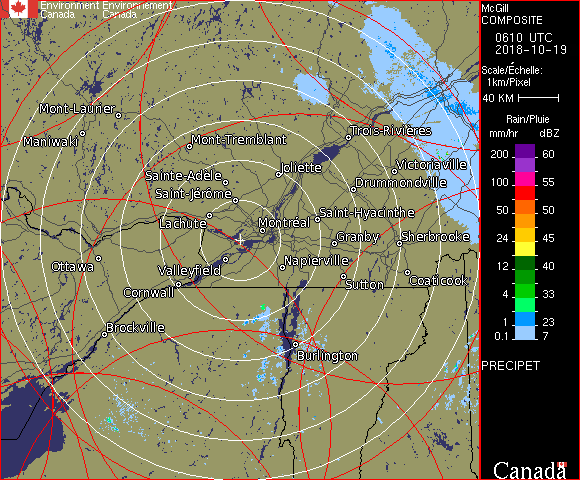 Environment Environnement
Canada Canada
McGill
COMPOSITE
0610 UTC
2018-10-19
Scale/Échelle:
1km/Pixel
40 KM
Rain/Pluie
mm/hr dBZ
200 60
100 55
50 50
24 45
12 40
4 33
1 23
0.1 7
PRECIPET
Canada
Mont-Laurier
Maniwaki
Mont-Tremblant
Trois-Rivières
Sainte-Adèle
Joliette
Victoriaville
Saint-Jérôme
Drummondville
Lachute
Montréal
Saint-Hyacinthe
Granby
Sherbrooke
Ottawa
Valleyfield
Napierville
Cornwall
Sutton
Coaticook
Brockville
Burlington